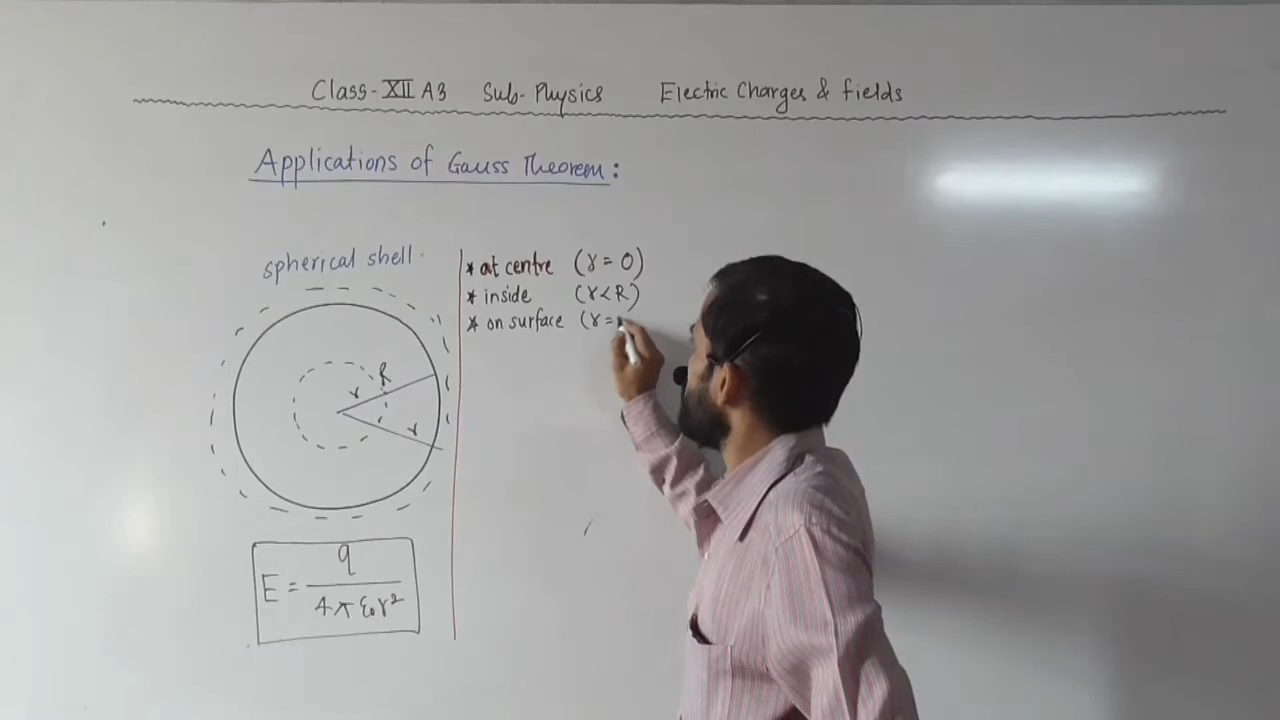 Class-XII A3 Sub-Physics Electric Charges & fields
Applications of Gauss Theorem:
spherical shell
* at centre (r = 0)
* inside (r < R)
* on surface (r =
R
r
r
E = q / 4π ε₀ r²